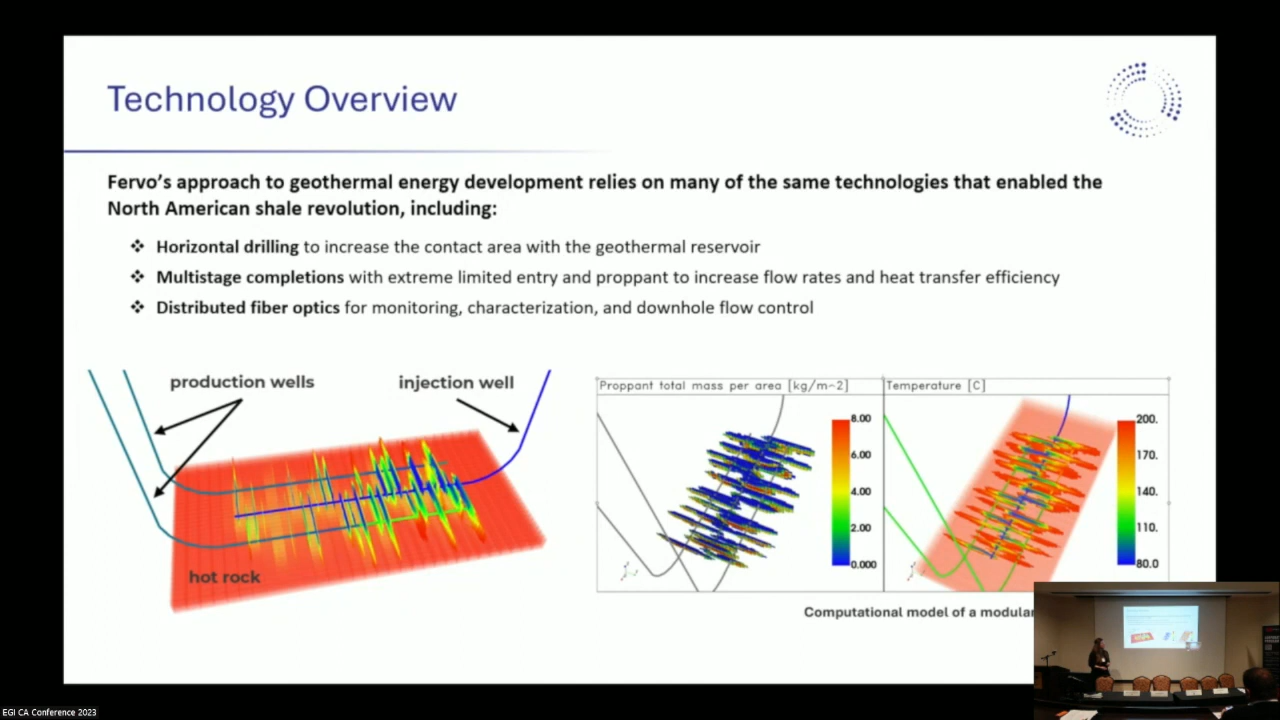 Technology Overview
Fervo's approach to geothermal energy development relies on many of the same technologies that enabled the
North American shale revolution, including:
❖ Horizontal drilling to increase the contact area with the geothermal reservoir
❖ Multistage completions with extreme limited entry and proppant to increase flow rates and heat transfer efficiency
❖ Distributed fiber optics for monitoring, characterization, and downhole flow control
production wells
injection well
hot rock
Proppant total mass per area [kg/m^2]
8.00
6.00
4.00
2.00
0.000
Temperature [C]
200.
170.
140.
110.
80.0
Computational model of a modular
EGI CA Conference 2023